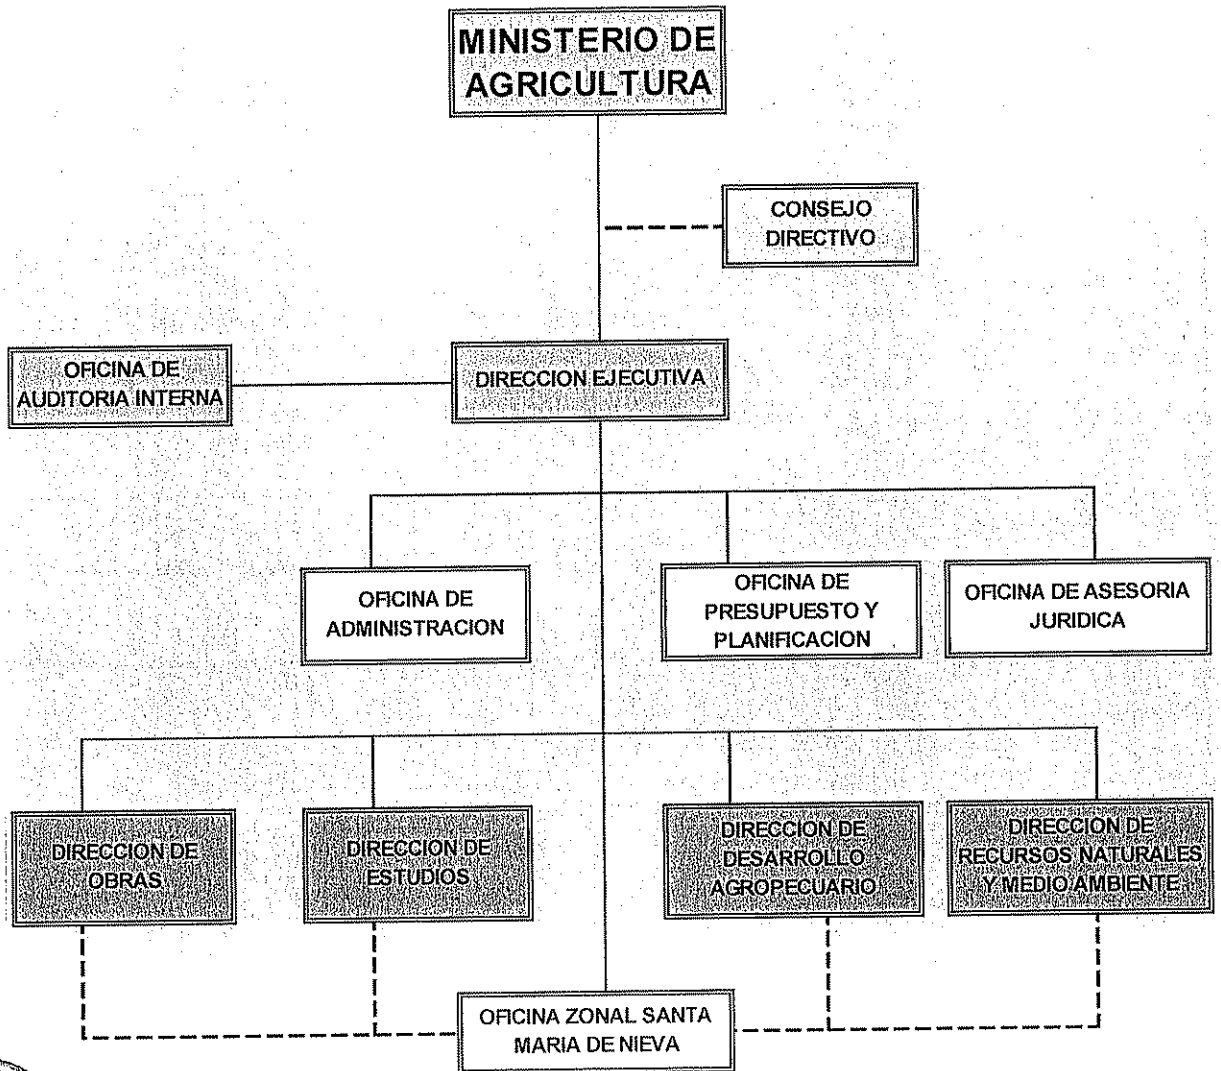 MINISTERIO DE
AGRICULTURA
CONSEJO
DIRECTIVO
OFICINA DE
AUDITORIA INTERNA
DIRECCION EJECUTIVA
OFICINA DE
ADMINISTRACION
OFICINA DE
PRESUPUESTO Y
PLANIFICACION
OFICINA DE ASESORIA
JURIDICA
DIRECCION DE
OBRAS
DIRECCION DE
ESTUDIOS
DIRECCION DE
DESARROLLO
AGROPECUARIO
DIRECCION DE
RECURSOS NATURALES
Y MEDIO AMBIENTE
OFICINA ZONAL SANTA
MARIA DE NIEVA